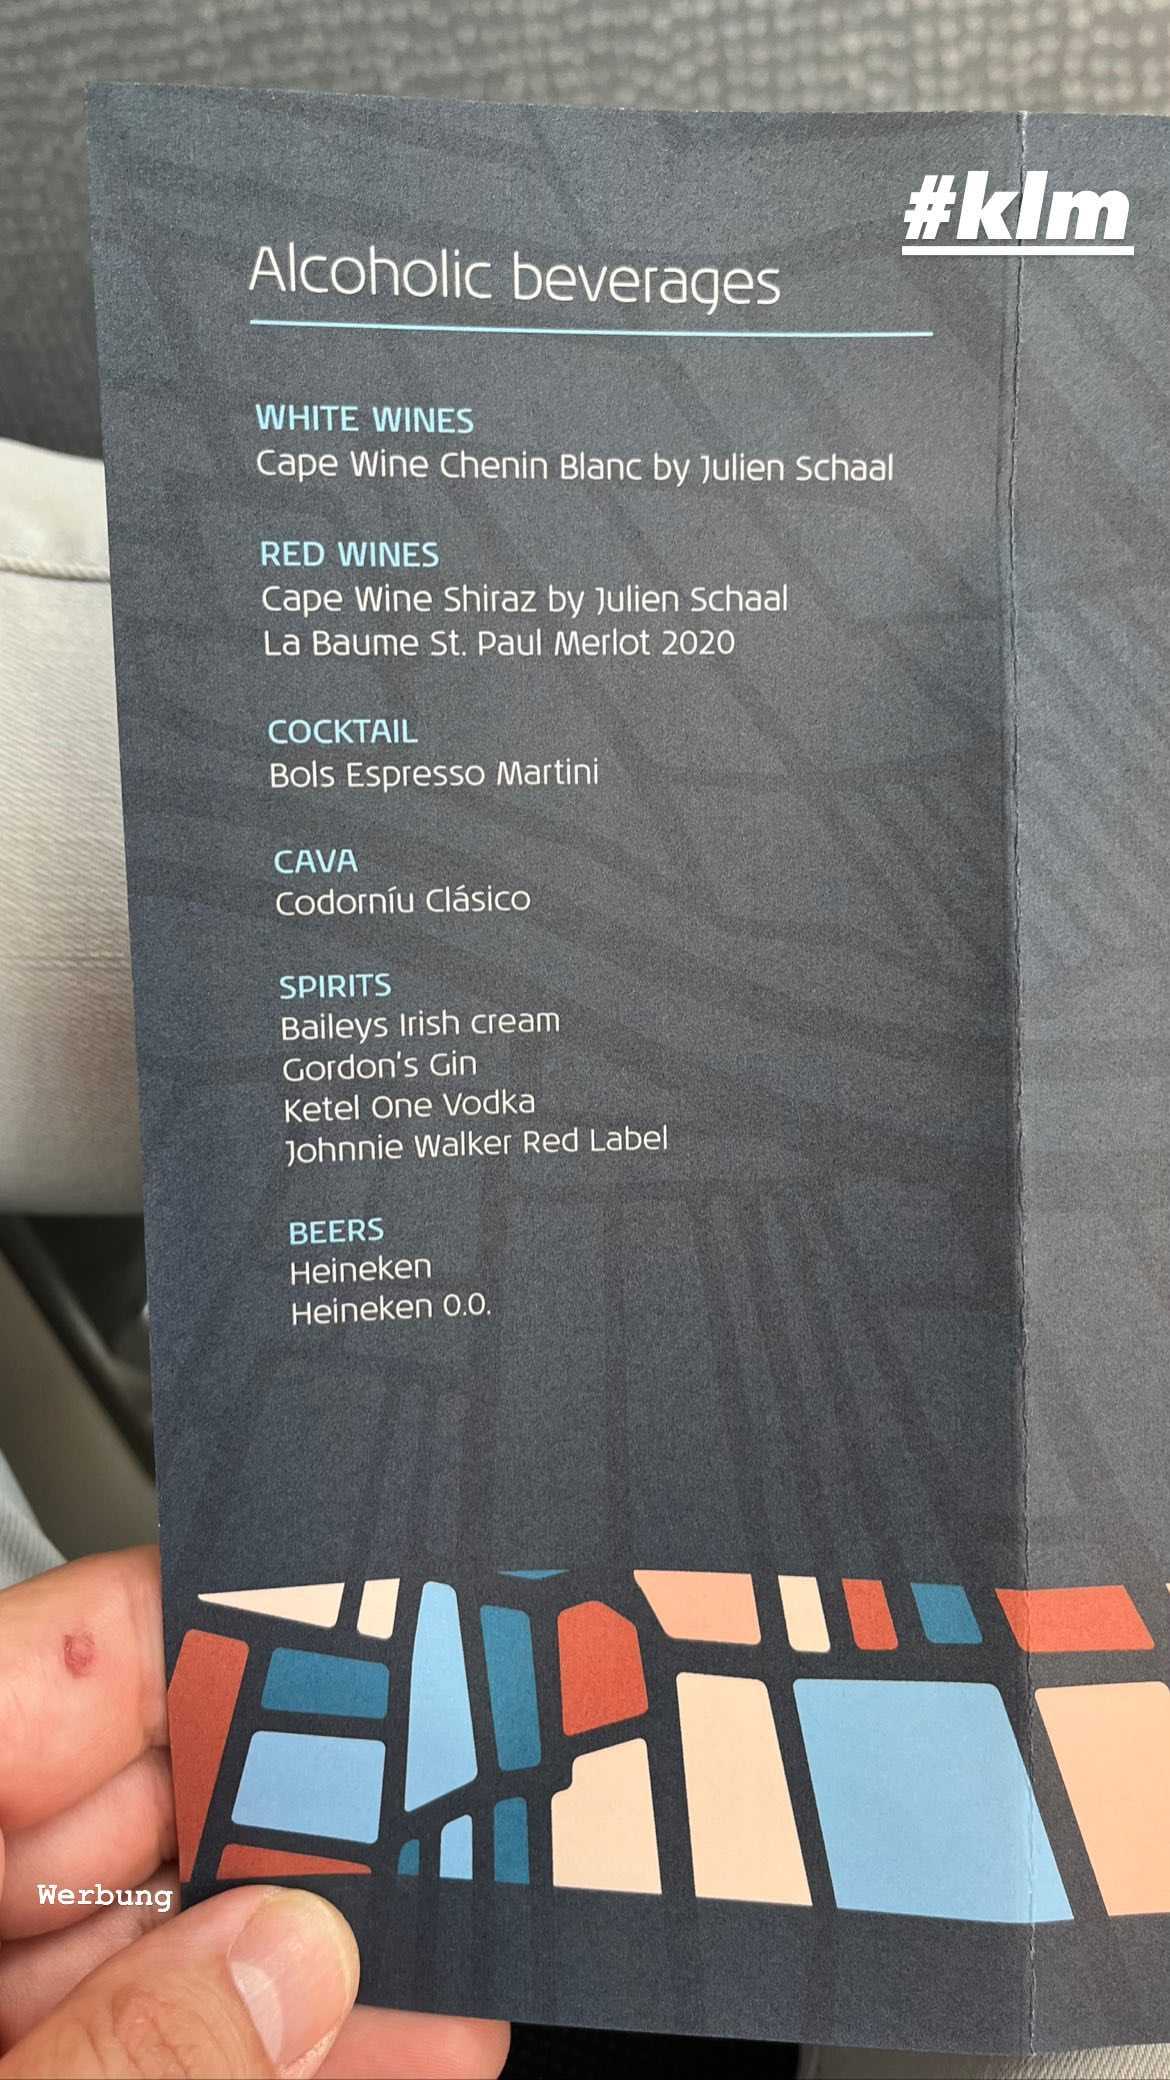 #klm
Alcoholic beverages
WHITE WINES
Cape Wine Chenin Blanc by Julien Schaal
RED WINES
Cape Wine Shiraz by Julien Schaal
La Baume St. Paul Merlot 2020
COCKTAIL
Bols Espresso Martini
CAVA
Codorníu Clásico
SPIRITS
Baileys Irish cream
Gordon's Gin
Ketel One Vodka
Johnnie Walker Red Label
BEERS
Heineken
Heineken 0.0.
Werbung